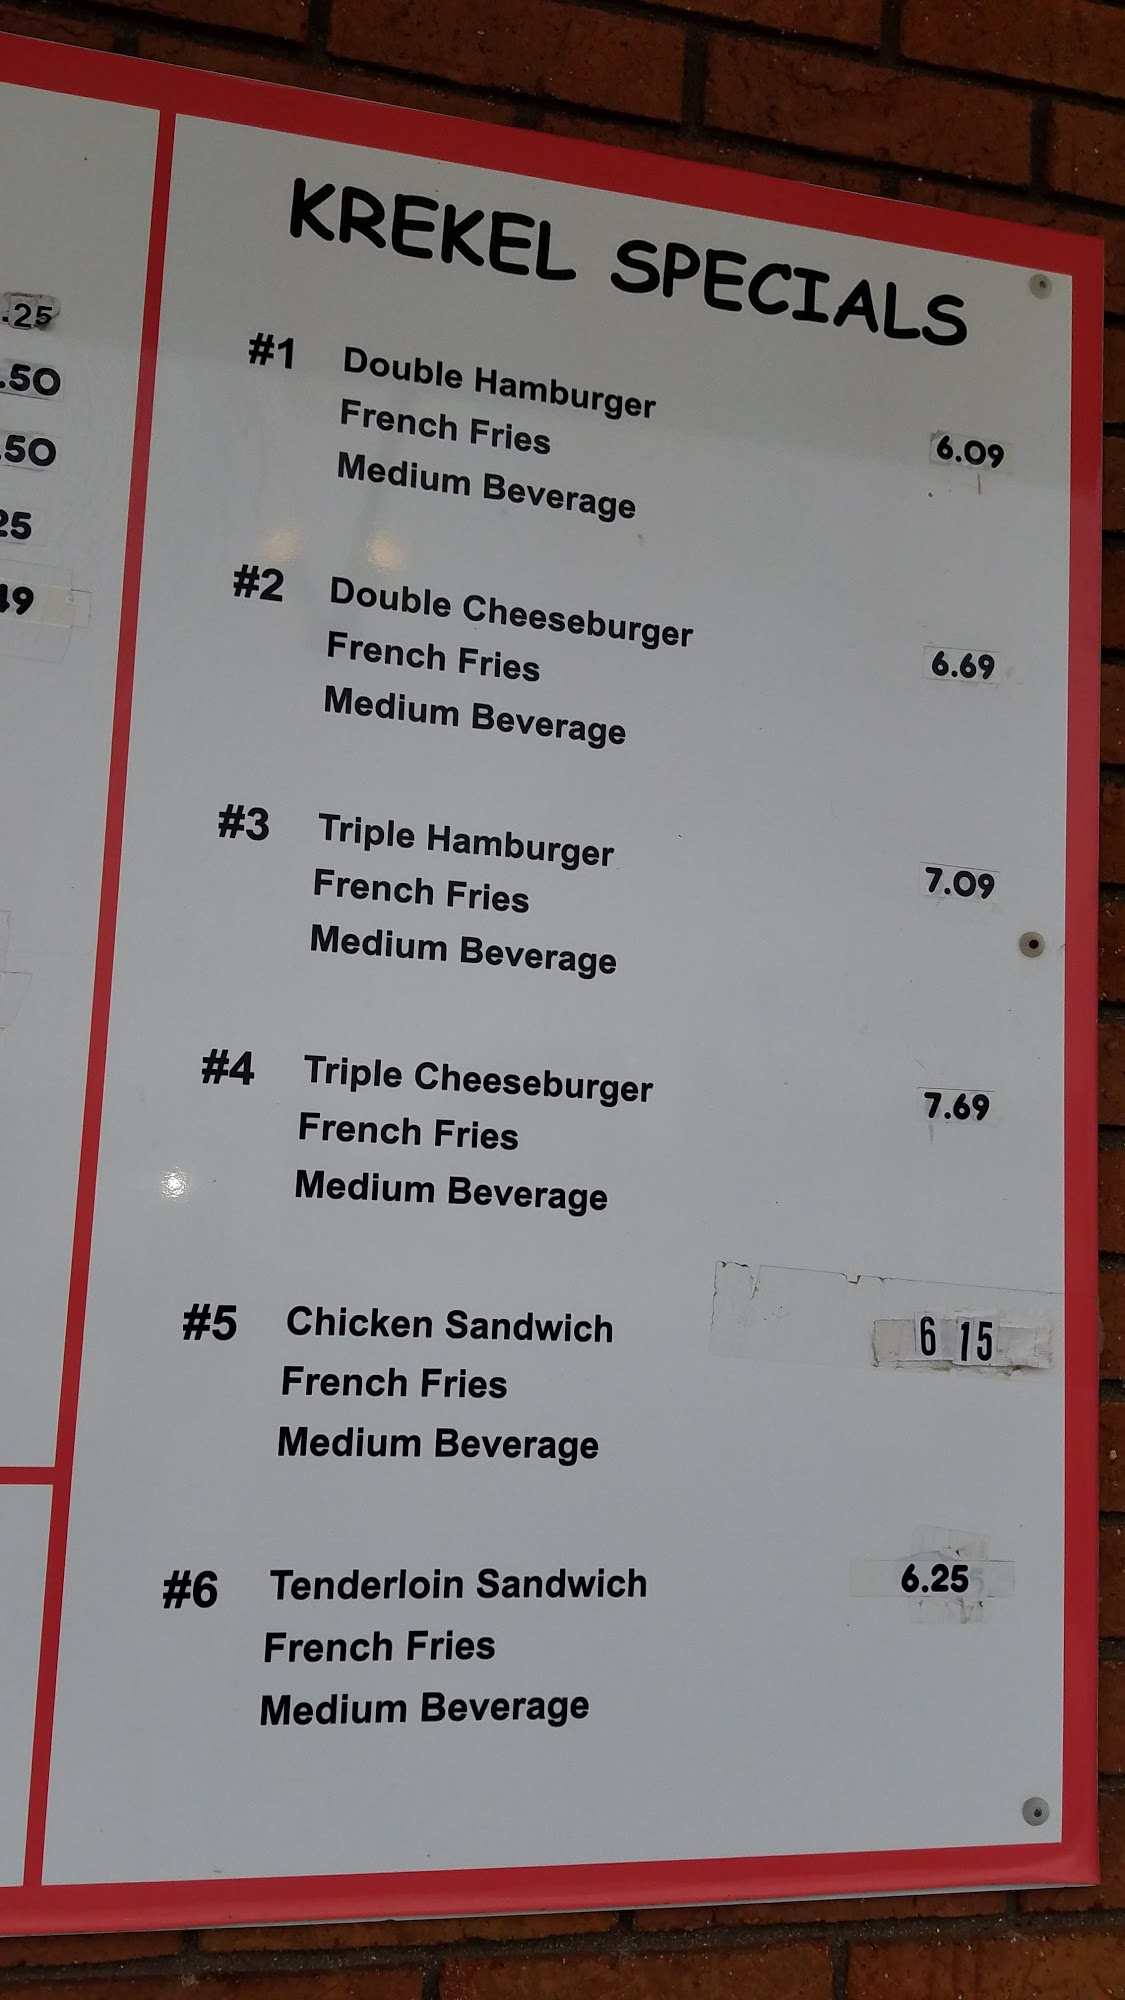 .25
.50
.50
25
49
KREKEL SPECIALS
#1 Double Hamburger
French Fries
Medium Beverage
6.09
#2 Double Cheeseburger
French Fries
Medium Beverage
6.69
#3 Triple Hamburger
French Fries
Medium Beverage
7.09
#4 Triple Cheeseburger
French Fries
Medium Beverage
7.69
#5 Chicken Sandwich
French Fries
Medium Beverage
6 15
#6 Tenderloin Sandwich
French Fries
Medium Beverage
6.25